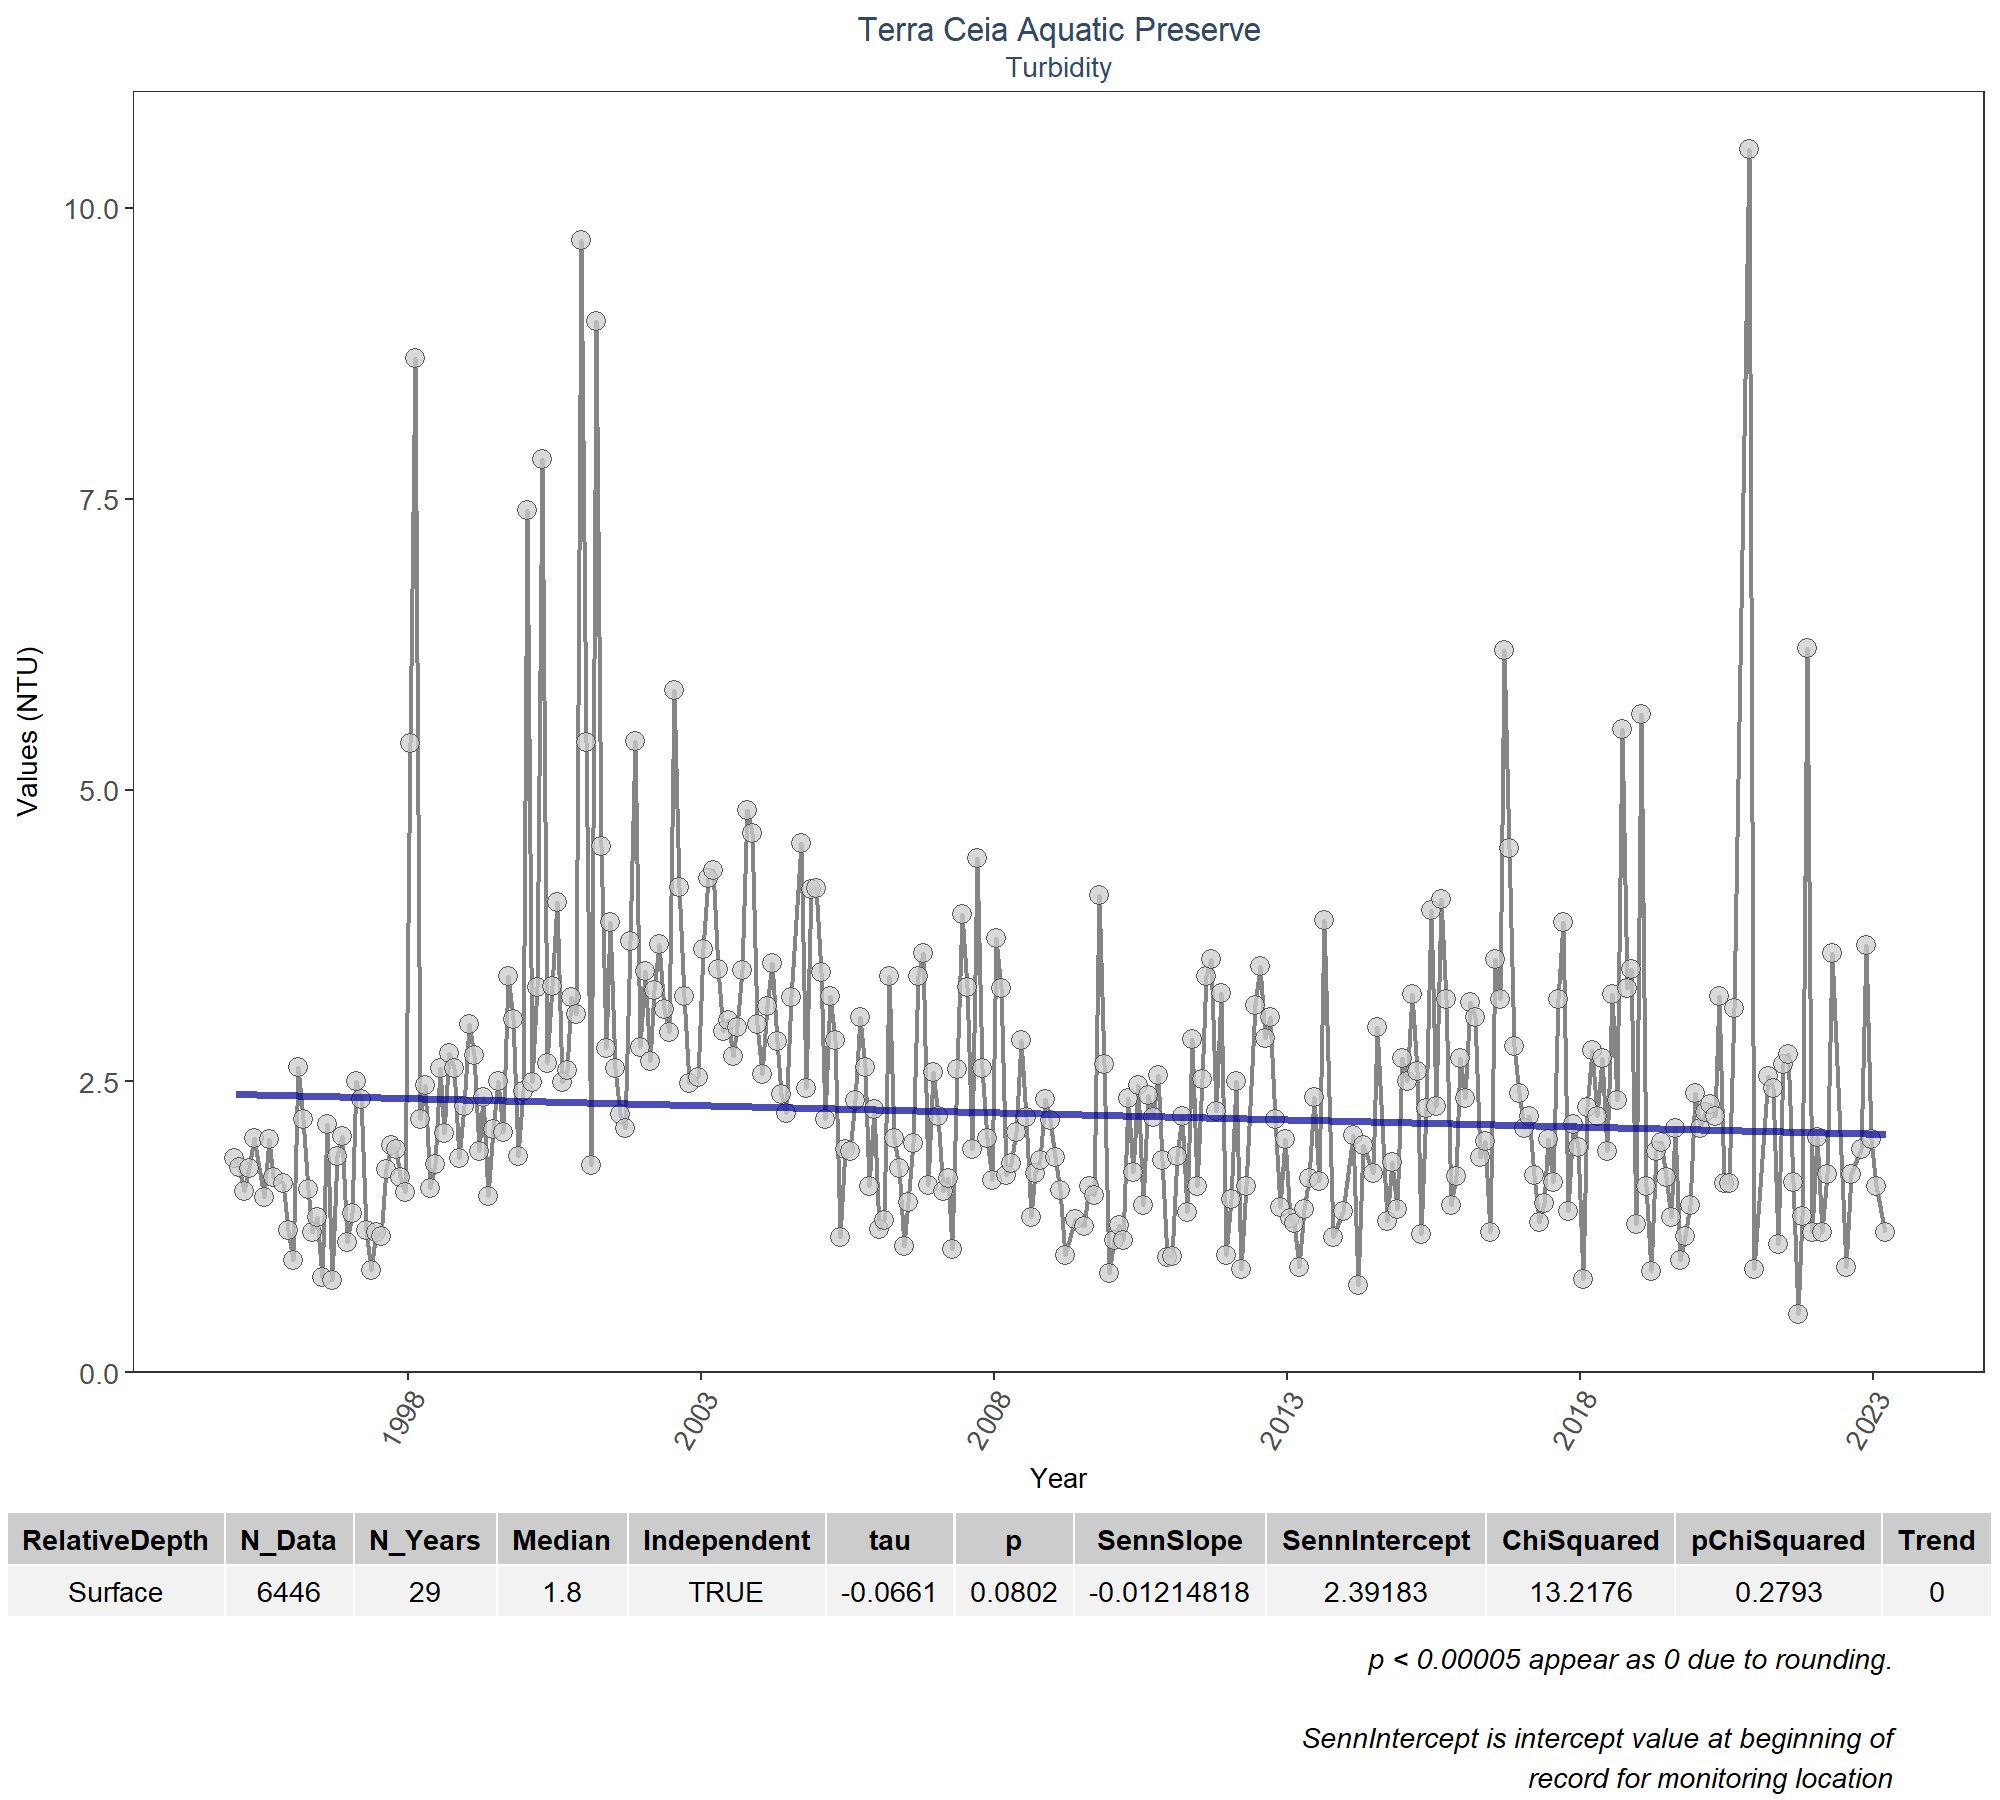 Terra Ceia Aquatic Preserve
Turbidity
Values (NTU)
10.0
7.5
5.0
2.5
0.0
1998 2003 2008 2013 2018 2023
Year
RelativeDepth N_Data N_Years Median Independent tau p SennSlope SennIntercept ChiSquared pChiSquared Trend
Surface 6446 29 1.8 TRUE -0.0661 0.0802 -0.01214818 2.39183 13.2176 0.2793 0
p < 0.00005 appear as 0 due to rounding.
SennIntercept is intercept value at beginning of
record for monitoring location